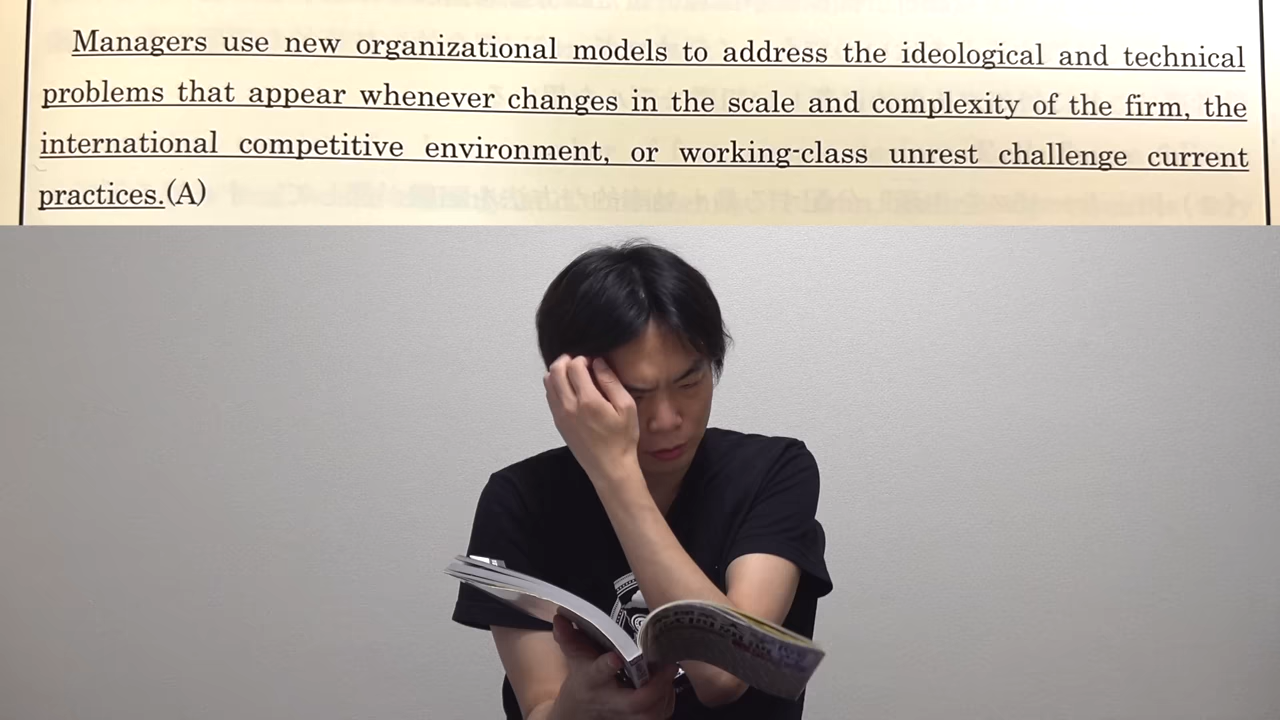 Managers use new organizational models to address the ideological and technical
problems that appear whenever changes in the scale and complexity of the firm, the
international competitive environment, or working-class unrest challenge current
practices.(A)